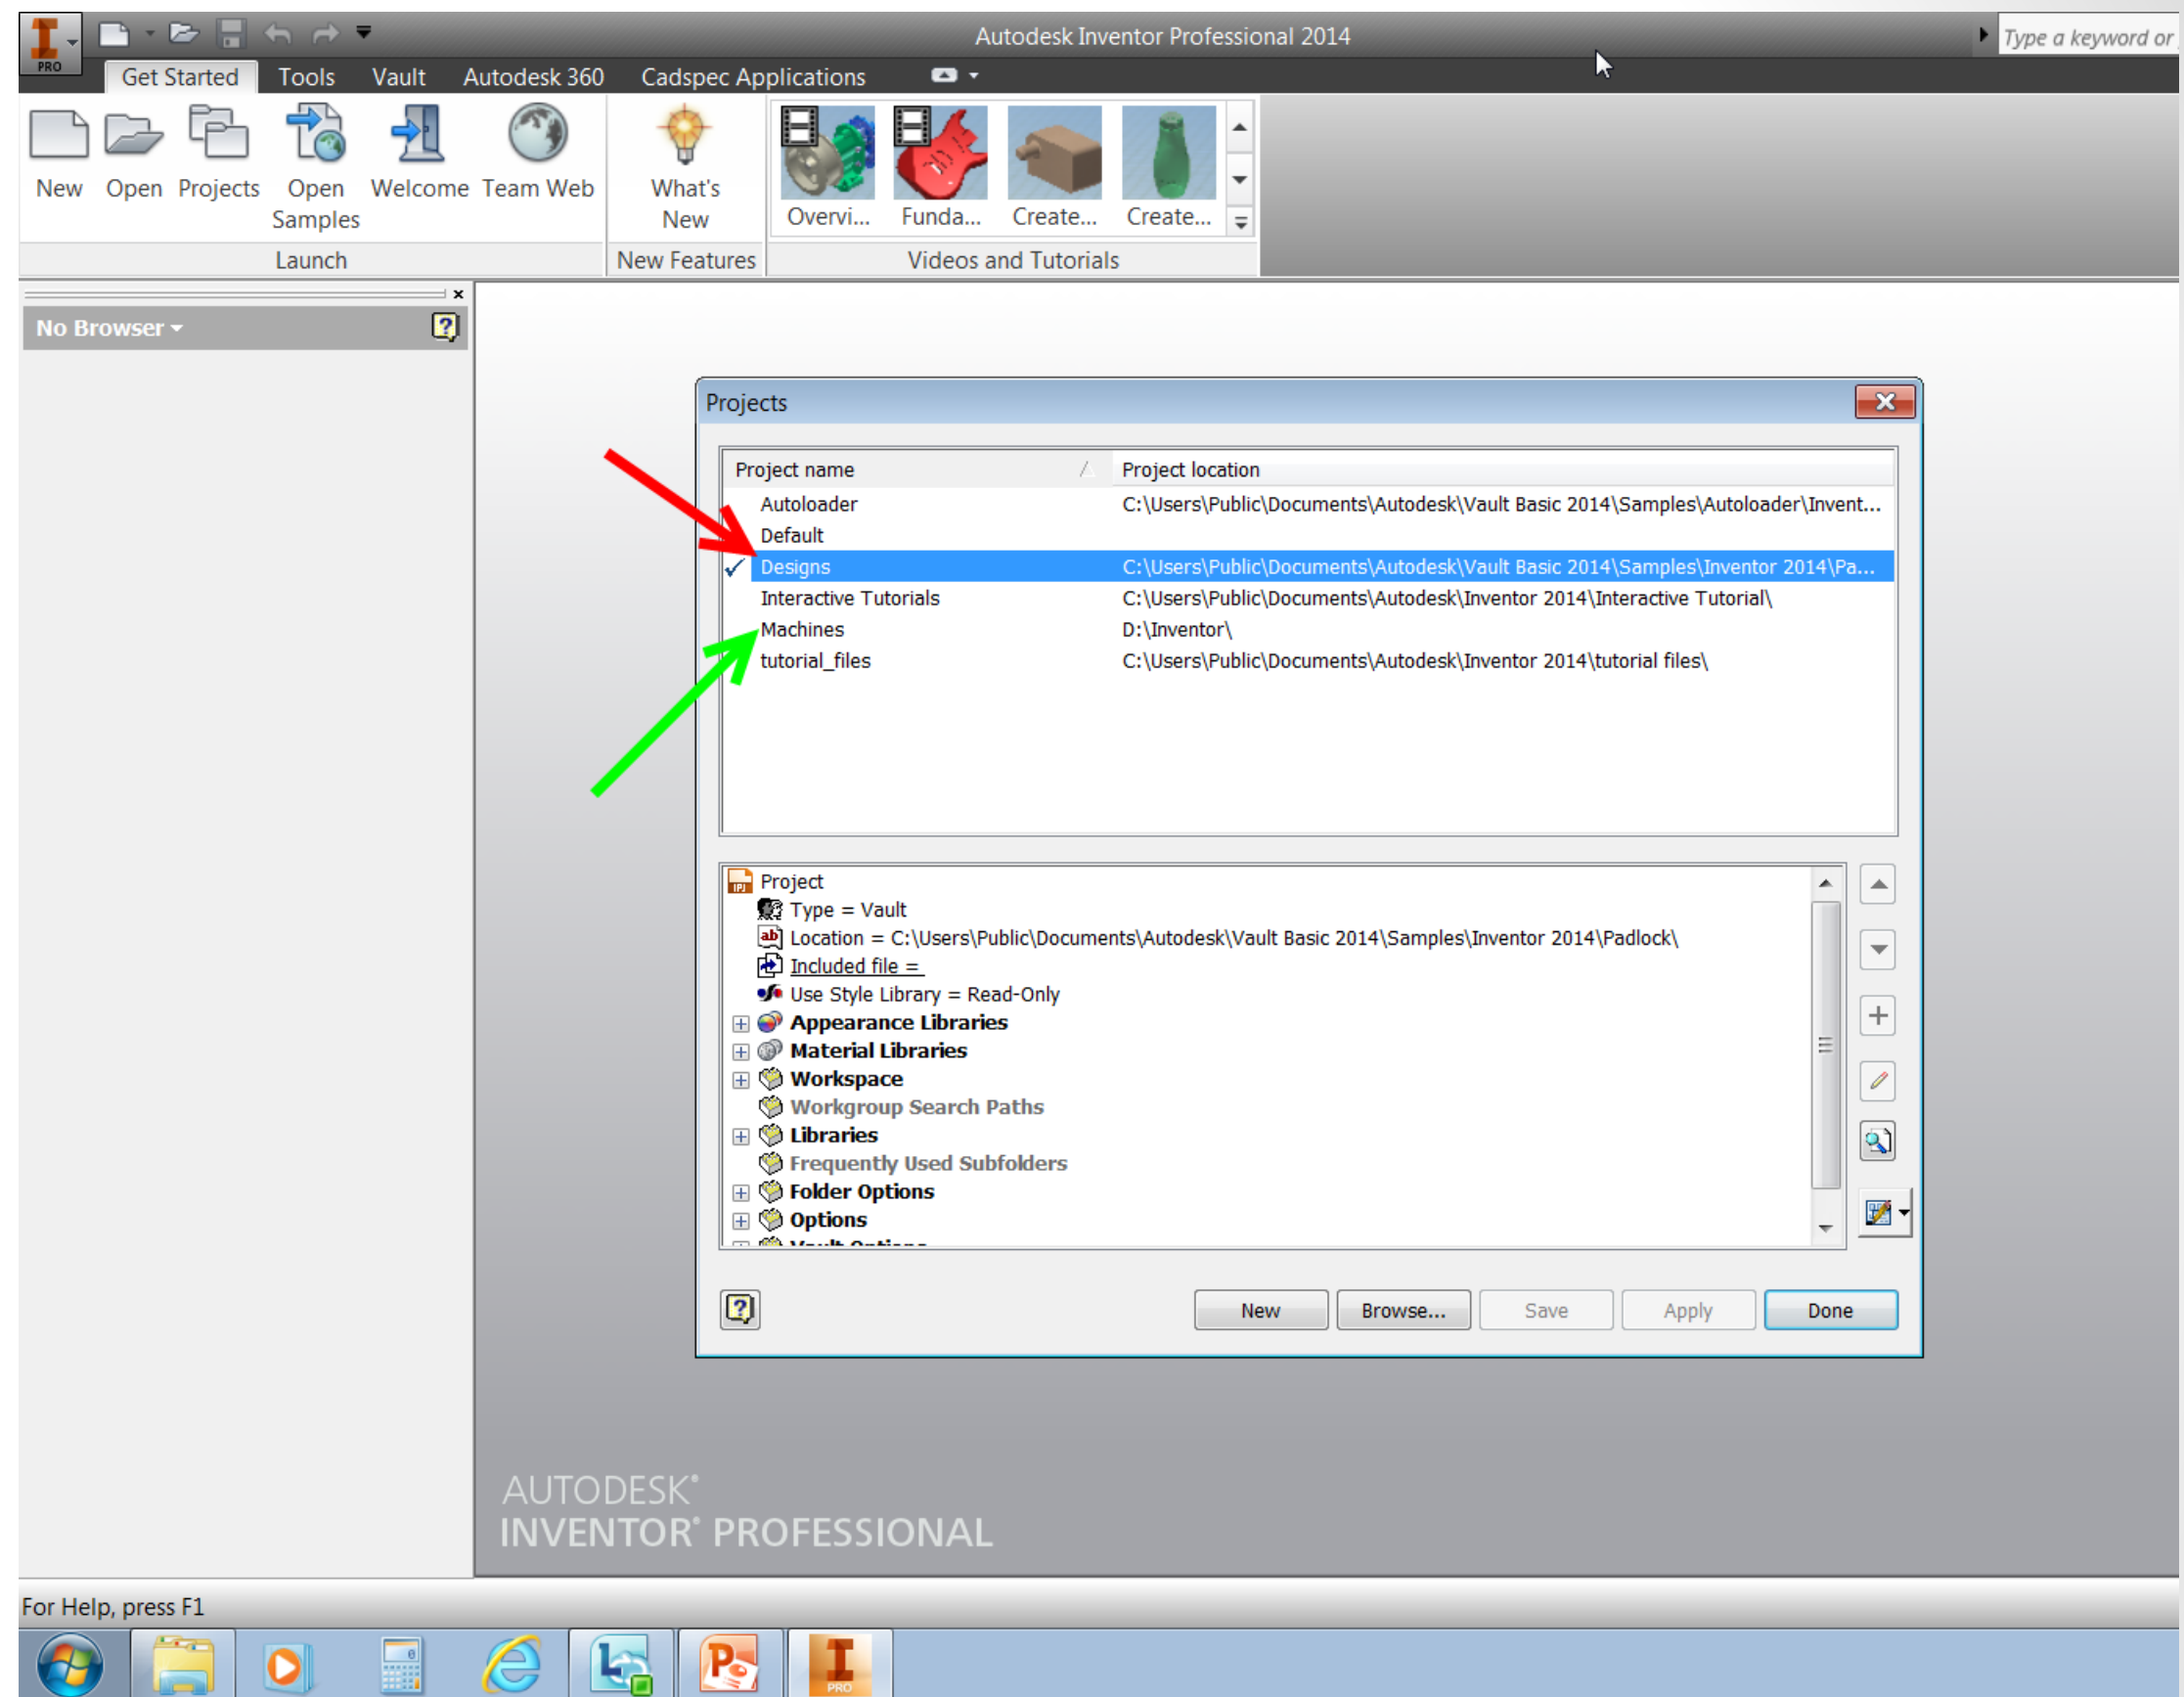 Autodesk Inventor Professional 2014
Type a keyword or
PRO
Get Started Tools Vault Autodesk 360 Cadspec Applications
New Open Projects Open Samples Welcome Team Web What's New Overvi... Funda... Create... Create...
Launch New Features Videos and Tutorials
No Browser
Projects
Project name Project location
Autoloader C:\Users\Public\Documents\Autodesk\Vault Basic 2014\Samples\Autoloader\Invent...
Default
Designs C:\Users\Public\Documents\Autodesk\Vault Basic 2014\Samples\Inventor 2014\Pa...
Interactive Tutorials C:\Users\Public\Documents\Autodesk\Inventor 2014\Interactive Tutorial\
Machines D:\Inventor\
tutorial_files C:\Users\Public\Documents\Autodesk\Inventor 2014\tutorial files\
Project
Type = Vault
Location = C:\Users\Public\Documents\Autodesk\Vault Basic 2014\Samples\Inventor 2014\Padlock\
Included file =
Use Style Library = Read-Only
Appearance Libraries
Material Libraries
Workspace
Workgroup Search Paths
Libraries
Frequently Used Subfolders
Folder Options
Options
Vault Options
New Browse... Save Apply Done
AUTODESK®
INVENTOR® PROFESSIONAL
For Help, press F1
PRO